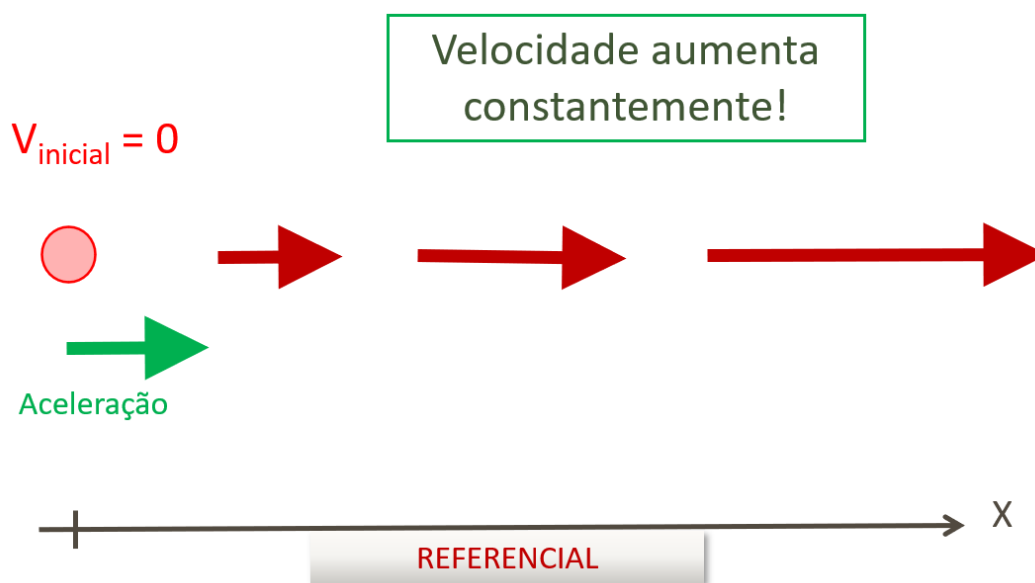 Velocidade aumenta
constantemente!
Vinicial = 0
Aceleração
X
REFERENCIAL